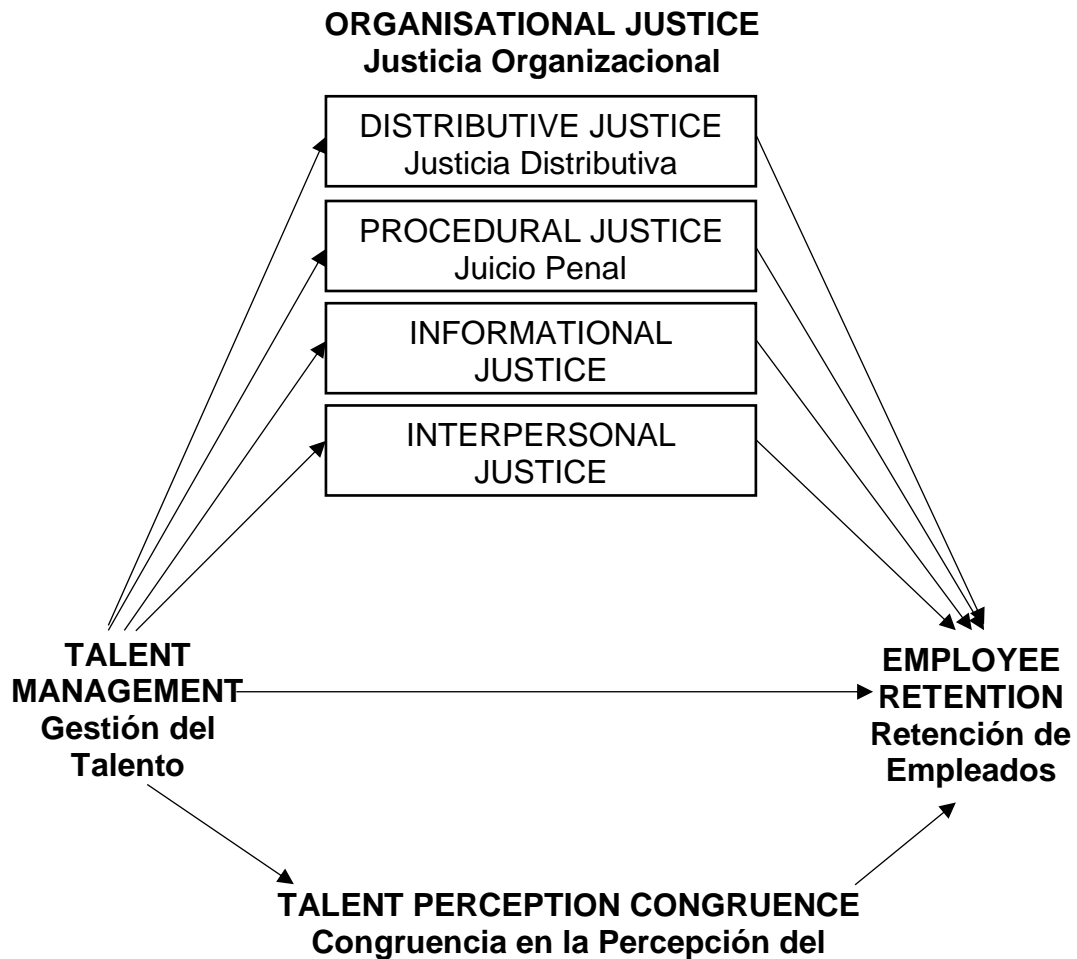 ORGANISATIONAL JUSTICE
Justicia Organizacional
DISTRIBUTIVE JUSTICE
Justicia Distributiva
PROCEDURAL JUSTICE
Juicio Penal
INFORMATIONAL
JUSTICE
INTERPERSONAL
JUSTICE
TALENT
MANAGEMENT
Gestión del
Talento
EMPLOYEE
RETENTION
Retención de
Empleados
TALENT PERCEPTION CONGRUENCE
Congruencia en la Percepción del